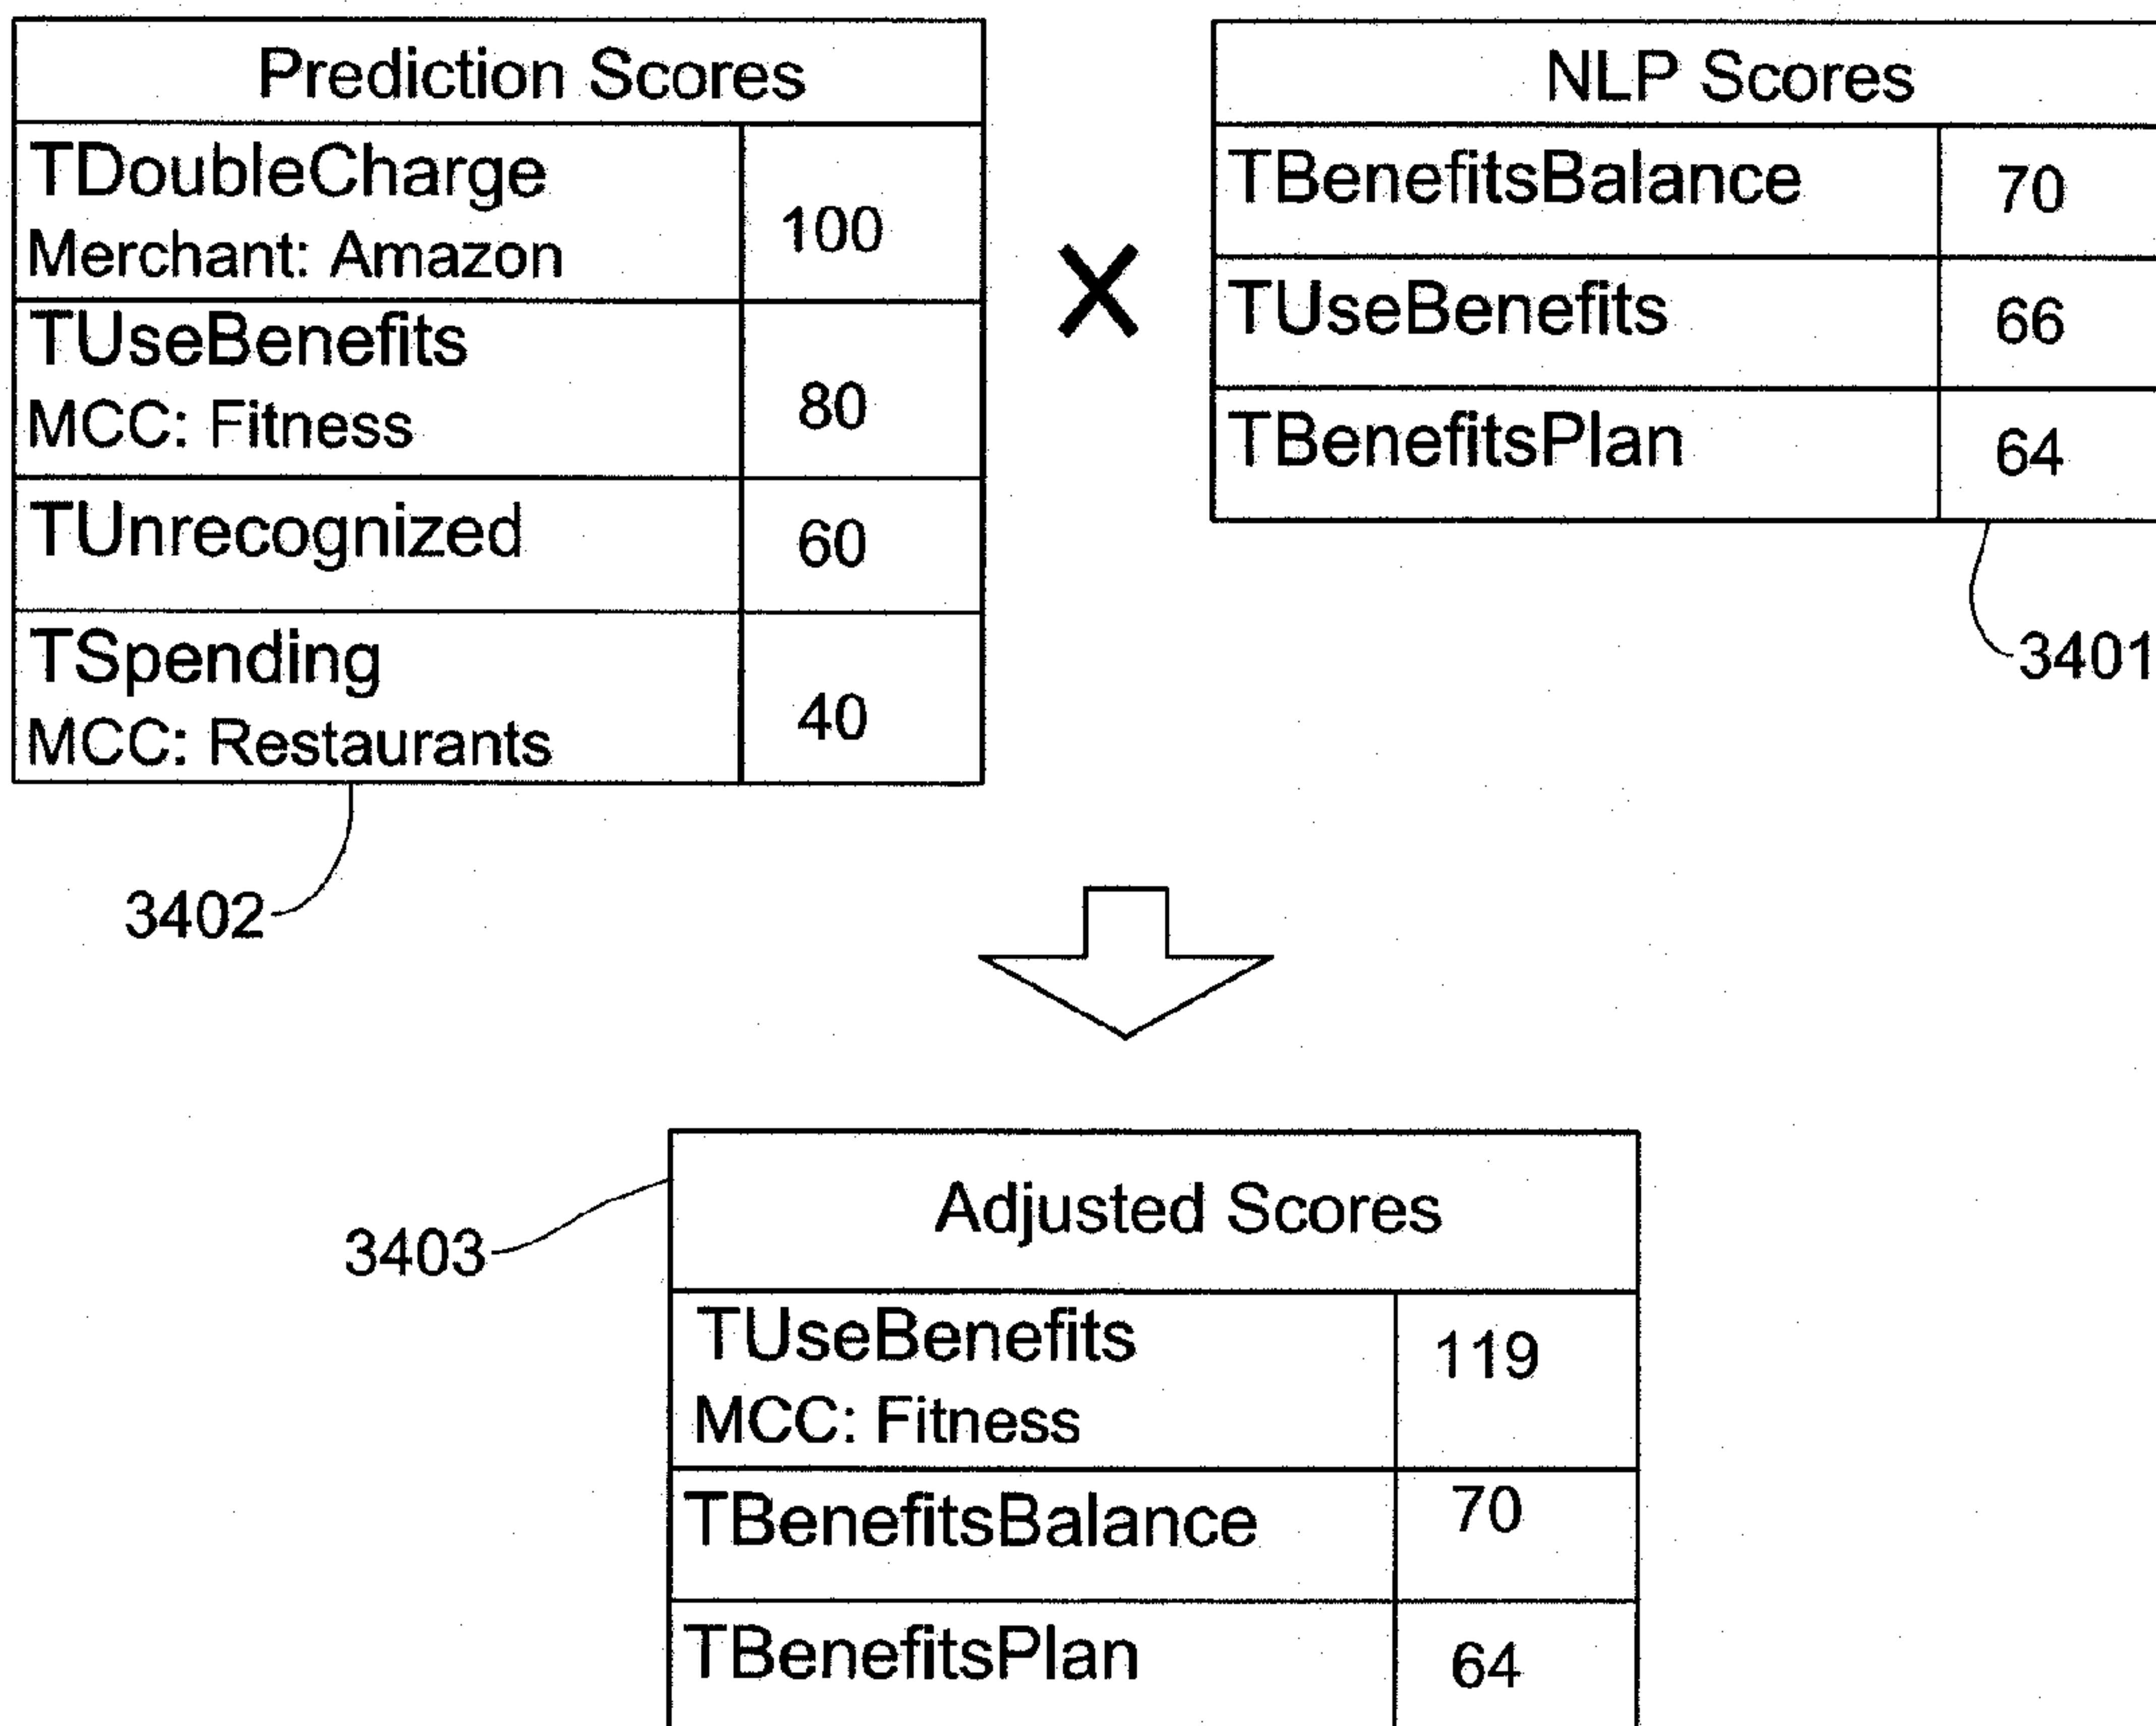 Prediction Scores
TDoubleCharge
Merchant: Amazon
100
TUseBenefits
MCC: Fitness
80
TUnrecognized
60
TSpending
MCC: Restaurants
40
3402
X
NLP Scores
TBenefitsBalance
70
TUseBenefits
66
TBenefitsPlan
64
3401
3403
Adjusted Scores
TUseBenefits
MCC: Fitness
119
TBenefitsBalance
70
TBenefitsPlan
64